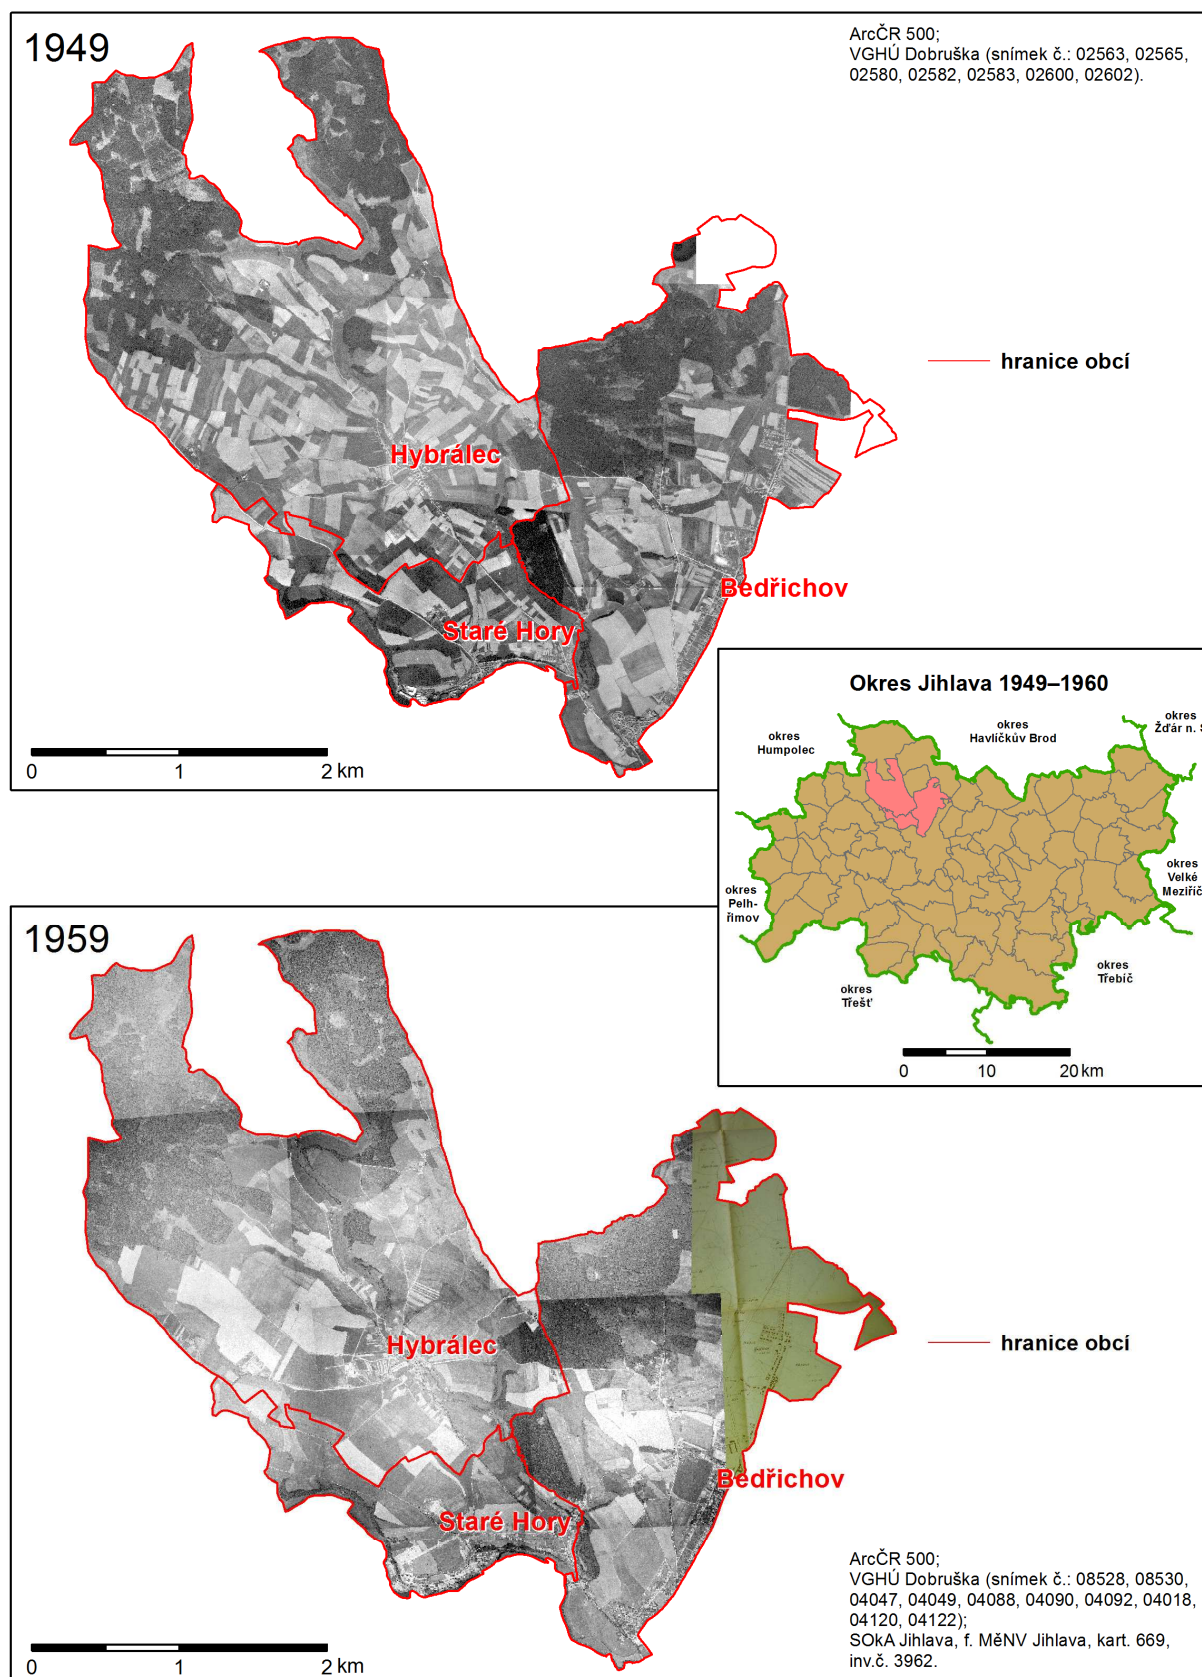 1949
ArcČR 500;
VGHÚ Dobruška (snímek č.: 02563, 02565,
02580, 02582, 02583, 02600, 02602).
hranice obcí
Hybrálec
Bedřichov
Staré Hory
0 1 2 km
Okres Jihlava 1949–1960
okres
Humpolec
okres
Havlíčkův Brod
okres
Žďár n. S
okres
Velké
Meziříč
okres
Pelh-
řimov
okres
Třešť
okres
Třebíč
0 10 20 km
1959
hranice obcí
Hybrálec
Bedřichov
Staré Hory
0 1 2 km
ArcČR 500;
VGHÚ Dobruška (snímek č.: 08528, 08530,
04047, 04049, 04088, 04090, 04092, 04018,
04120, 04122);
SOkA Jihlava, f. MěNV Jihlava, kart. 669,
inv.č. 3962.